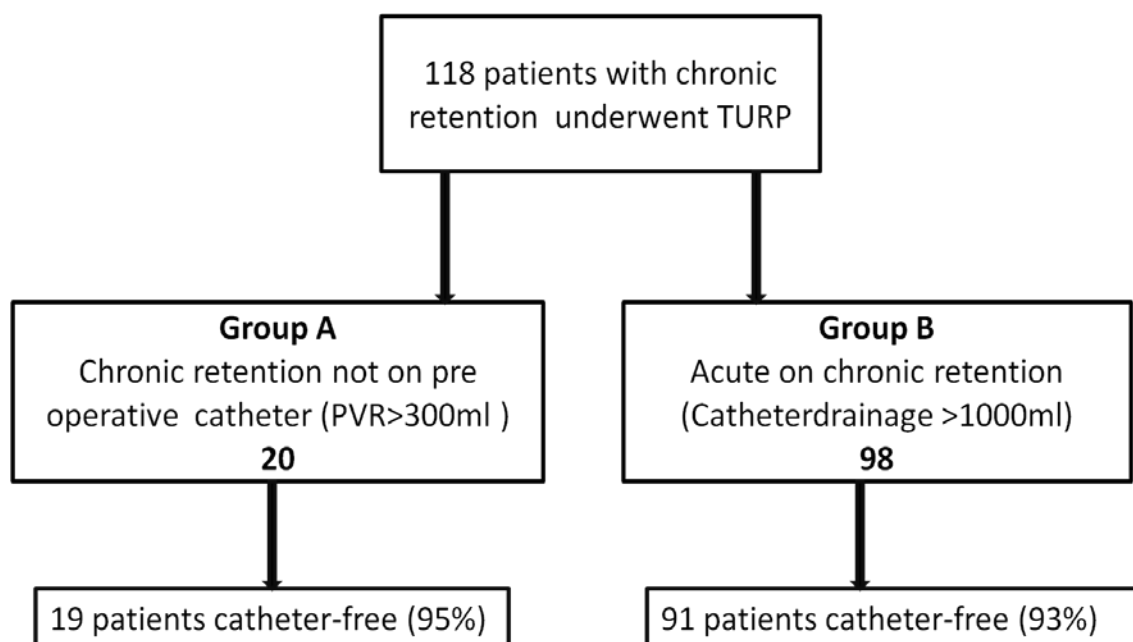 118 patients with chronic
retention underwent TURP
Group A
Chronic retention not on pre
operative catheter (PVR>300ml )
20
Group B
Acute on chronic retention
(Catheterdrainage >1000ml)
98
19 patients catheter-free (95%)
91 patients catheter-free (93%)